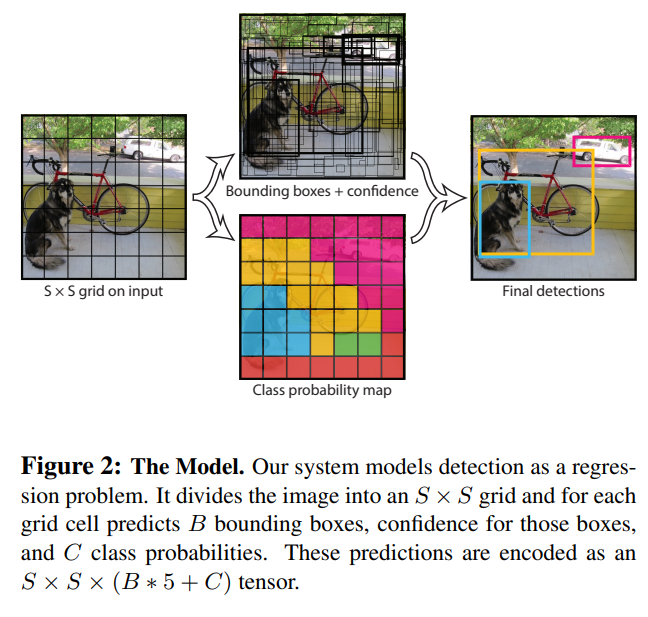 Bounding boxes + confidence
S × S grid on input
Final detections
Class probability map
Figure 2: The Model. Our system models detection as a regres-
sion problem. It divides the image into an S × S grid and for each
grid cell predicts B bounding boxes, confidence for those boxes,
and C class probabilities. These predictions are encoded as an
S × S × (B ∗ 5 + C) tensor.